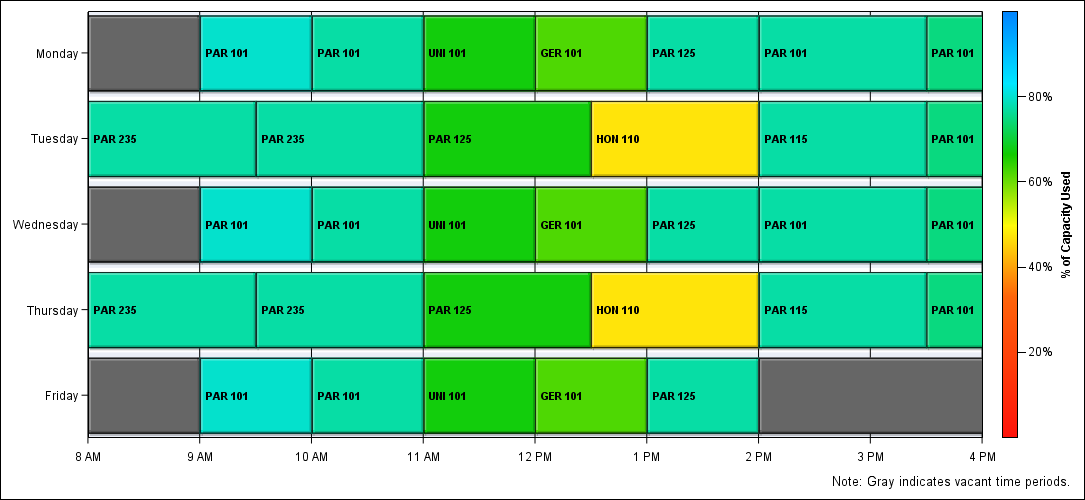 Monday PAR 101 PAR 101 UNI 101 GER 101 PAR 125 PAR 101 PAR 101
80%
Tuesday PAR 235 PAR 235 PAR 125 HON 110 PAR 115 PAR 101
60%
Wednesday PAR 101 PAR 101 UNI 101 GER 101 PAR 125 PAR 101 PAR 101
% of Capacity Used
40%
Thursday PAR 235 PAR 235 PAR 125 HON 110 PAR 115 PAR 101
20%
Friday PAR 101 PAR 101 UNI 101 GER 101 PAR 125
8 AM 9 AM 10 AM 11 AM 12 PM 1 PM 2 PM 3 PM 4 PM
Note: Gray indicates vacant time periods.